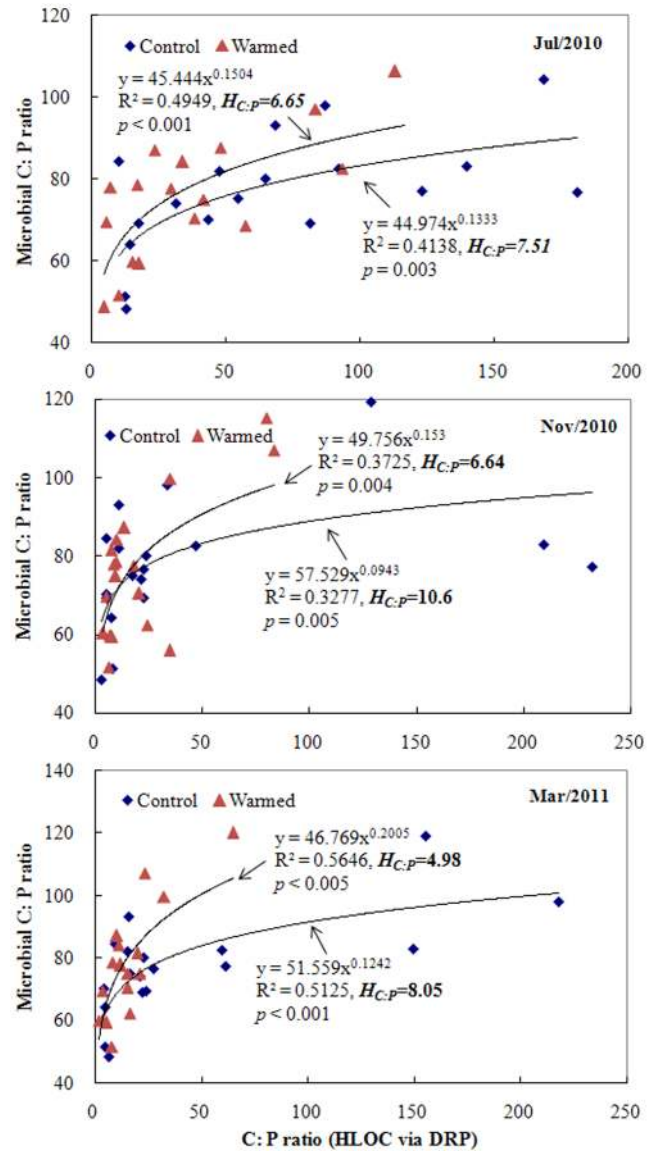 120
Control Warmed Jul/2010
y = 45.444x^0.1504
R² = 0.4949, H_C:P=6.65
p < 0.001
100
80
60
40
Microbial C: P ratio
y = 44.974x^0.1333
R² = 0.4138, H_C:P=7.51
p = 0.003
0 50 100 150 200
120
Control Warmed Nov/2010
y = 49.756x^0.153
R² = 0.3725, H_C:P=6.64
p = 0.004
100
80
60
40
Microbial C: P ratio
y = 57.529x^0.0943
R² = 0.3277, H_C:P=10.6
p = 0.005
0 50 100 150 200 250
140
Control Warmed Mar/2011
120
y = 46.769x^0.2005
R² = 0.5646, H_C:P=4.98
p < 0.005
100
80
60
40
Microbial C: P ratio
y = 51.559x^0.1242
R² = 0.5125, H_C:P=8.05
p < 0.001
0 50 100 150 200 250
C: P ratio (HLOC via DRP)